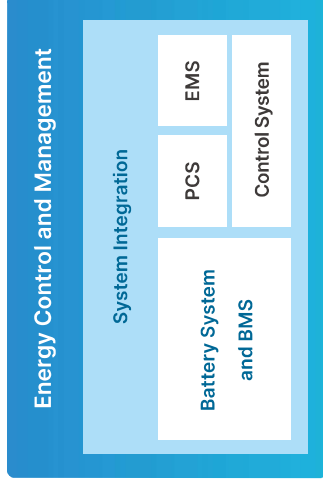 Energy Control and Management
System Integration
Battery System
and BMS
PCS
EMS
Control System